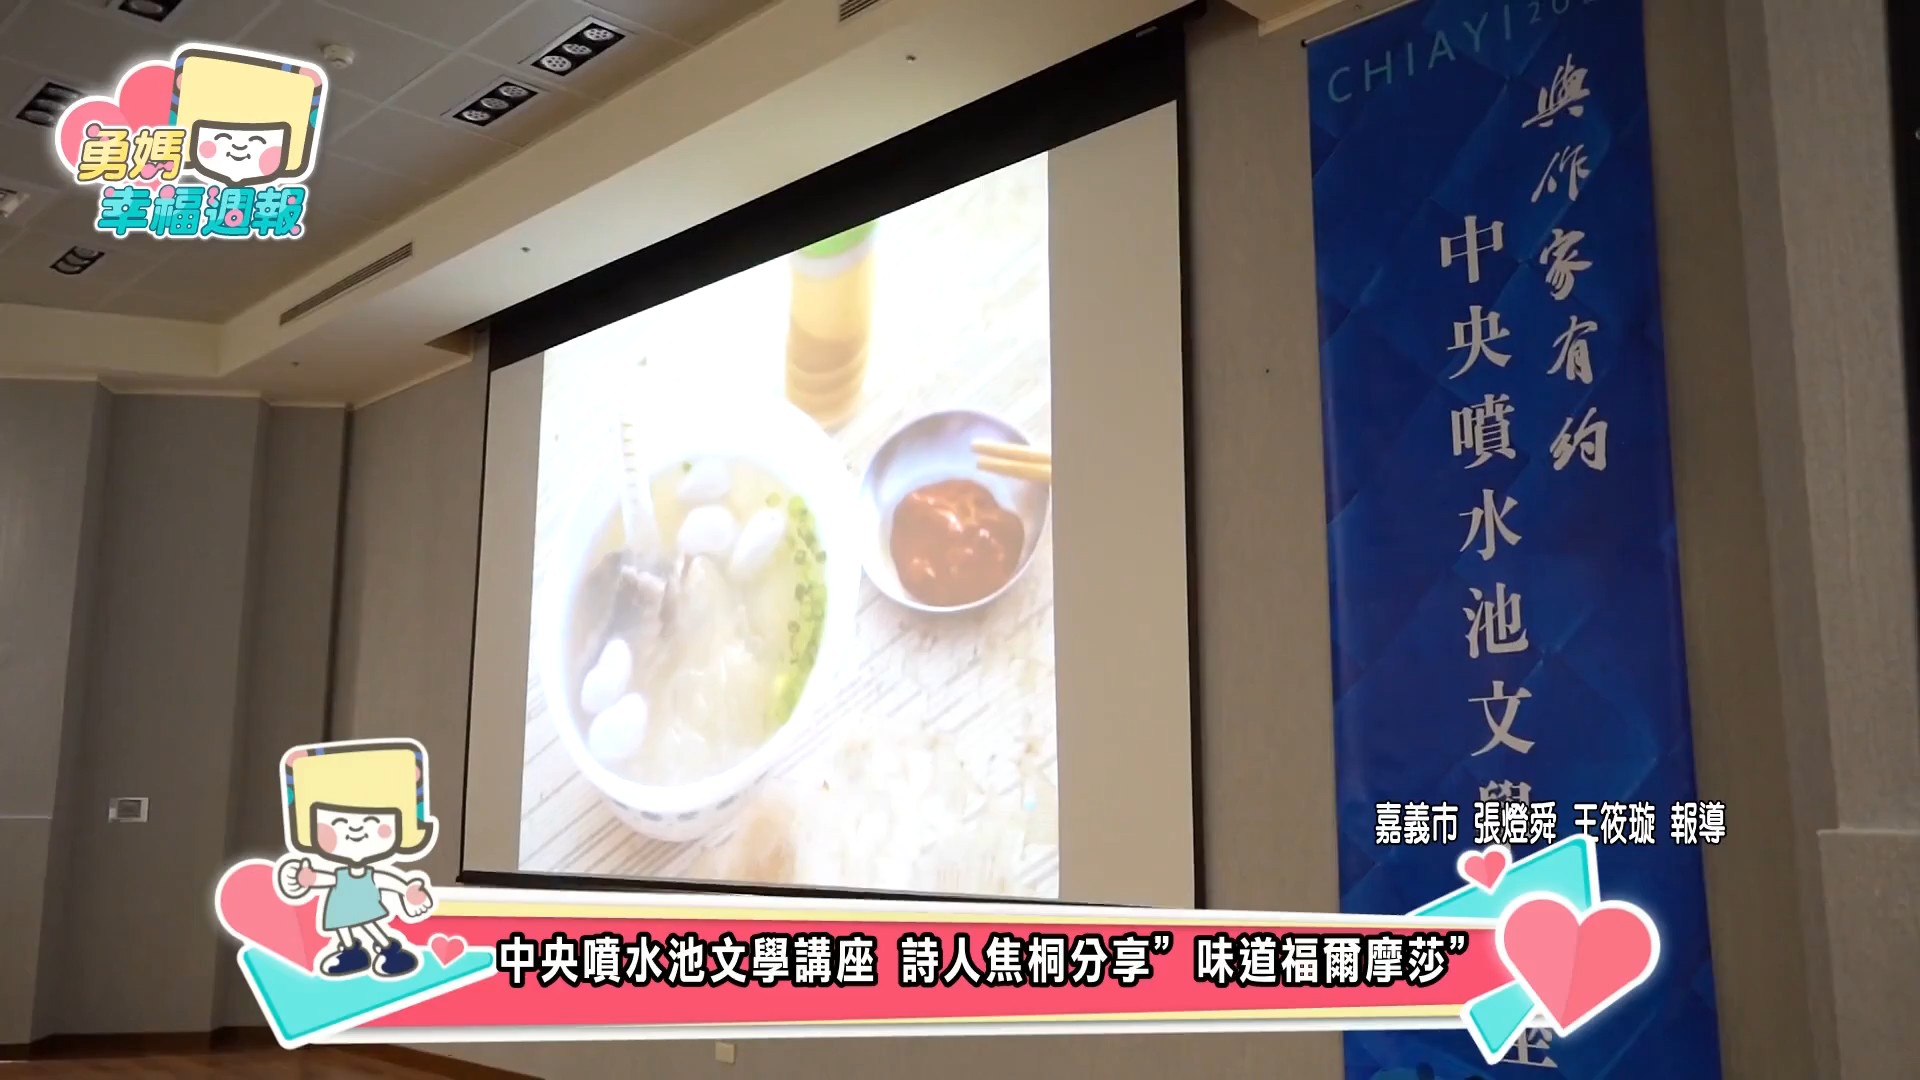 勇媽
幸福週報
CHIAYI
與作家有約
中央噴水池文學
座
嘉義市 張燈舜 王筱璇 報導
中央噴水池文學講座 詩人焦桐分享”味道福爾摩莎”